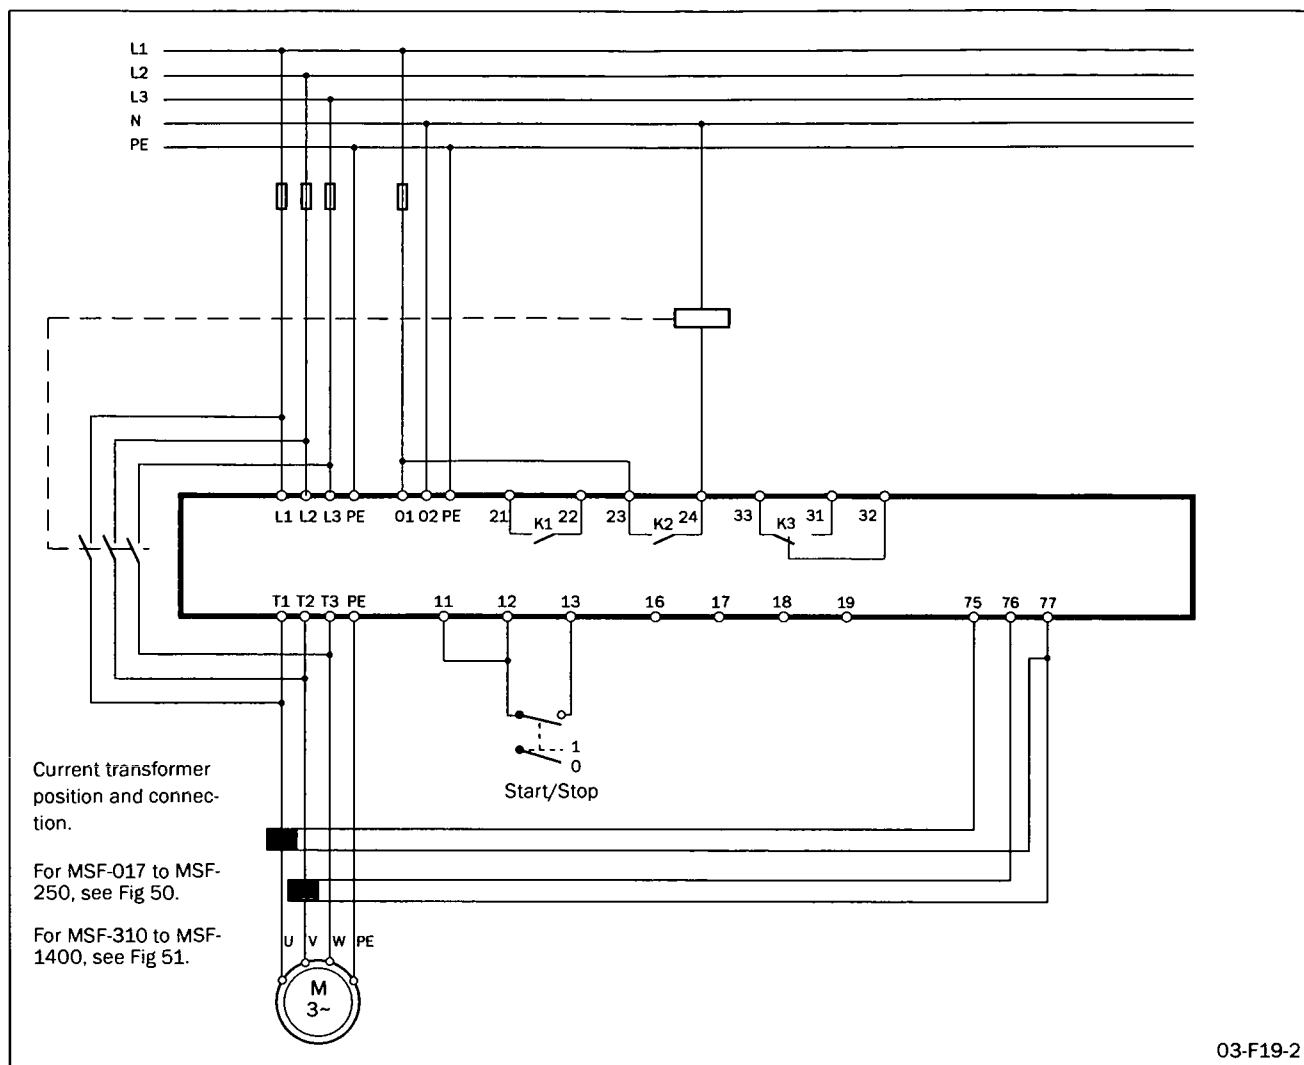 L1
L2
L3
N
PE
L1 L2 L3 PE 01 02 PE 21 22 23 24 33 31 32
K1 K2 K3
T1 T2 T3 PE 11 12 13 16 17 18 19 75 76 77
1
0
Start/Stop
Current transformer
position and connec-
tion.
For MSF-017 to MSF-
250, see Fig 50.
For MSF-310 to MSF-
1400, see Fig 51.
U V W PE
M
3~
03-F19-2